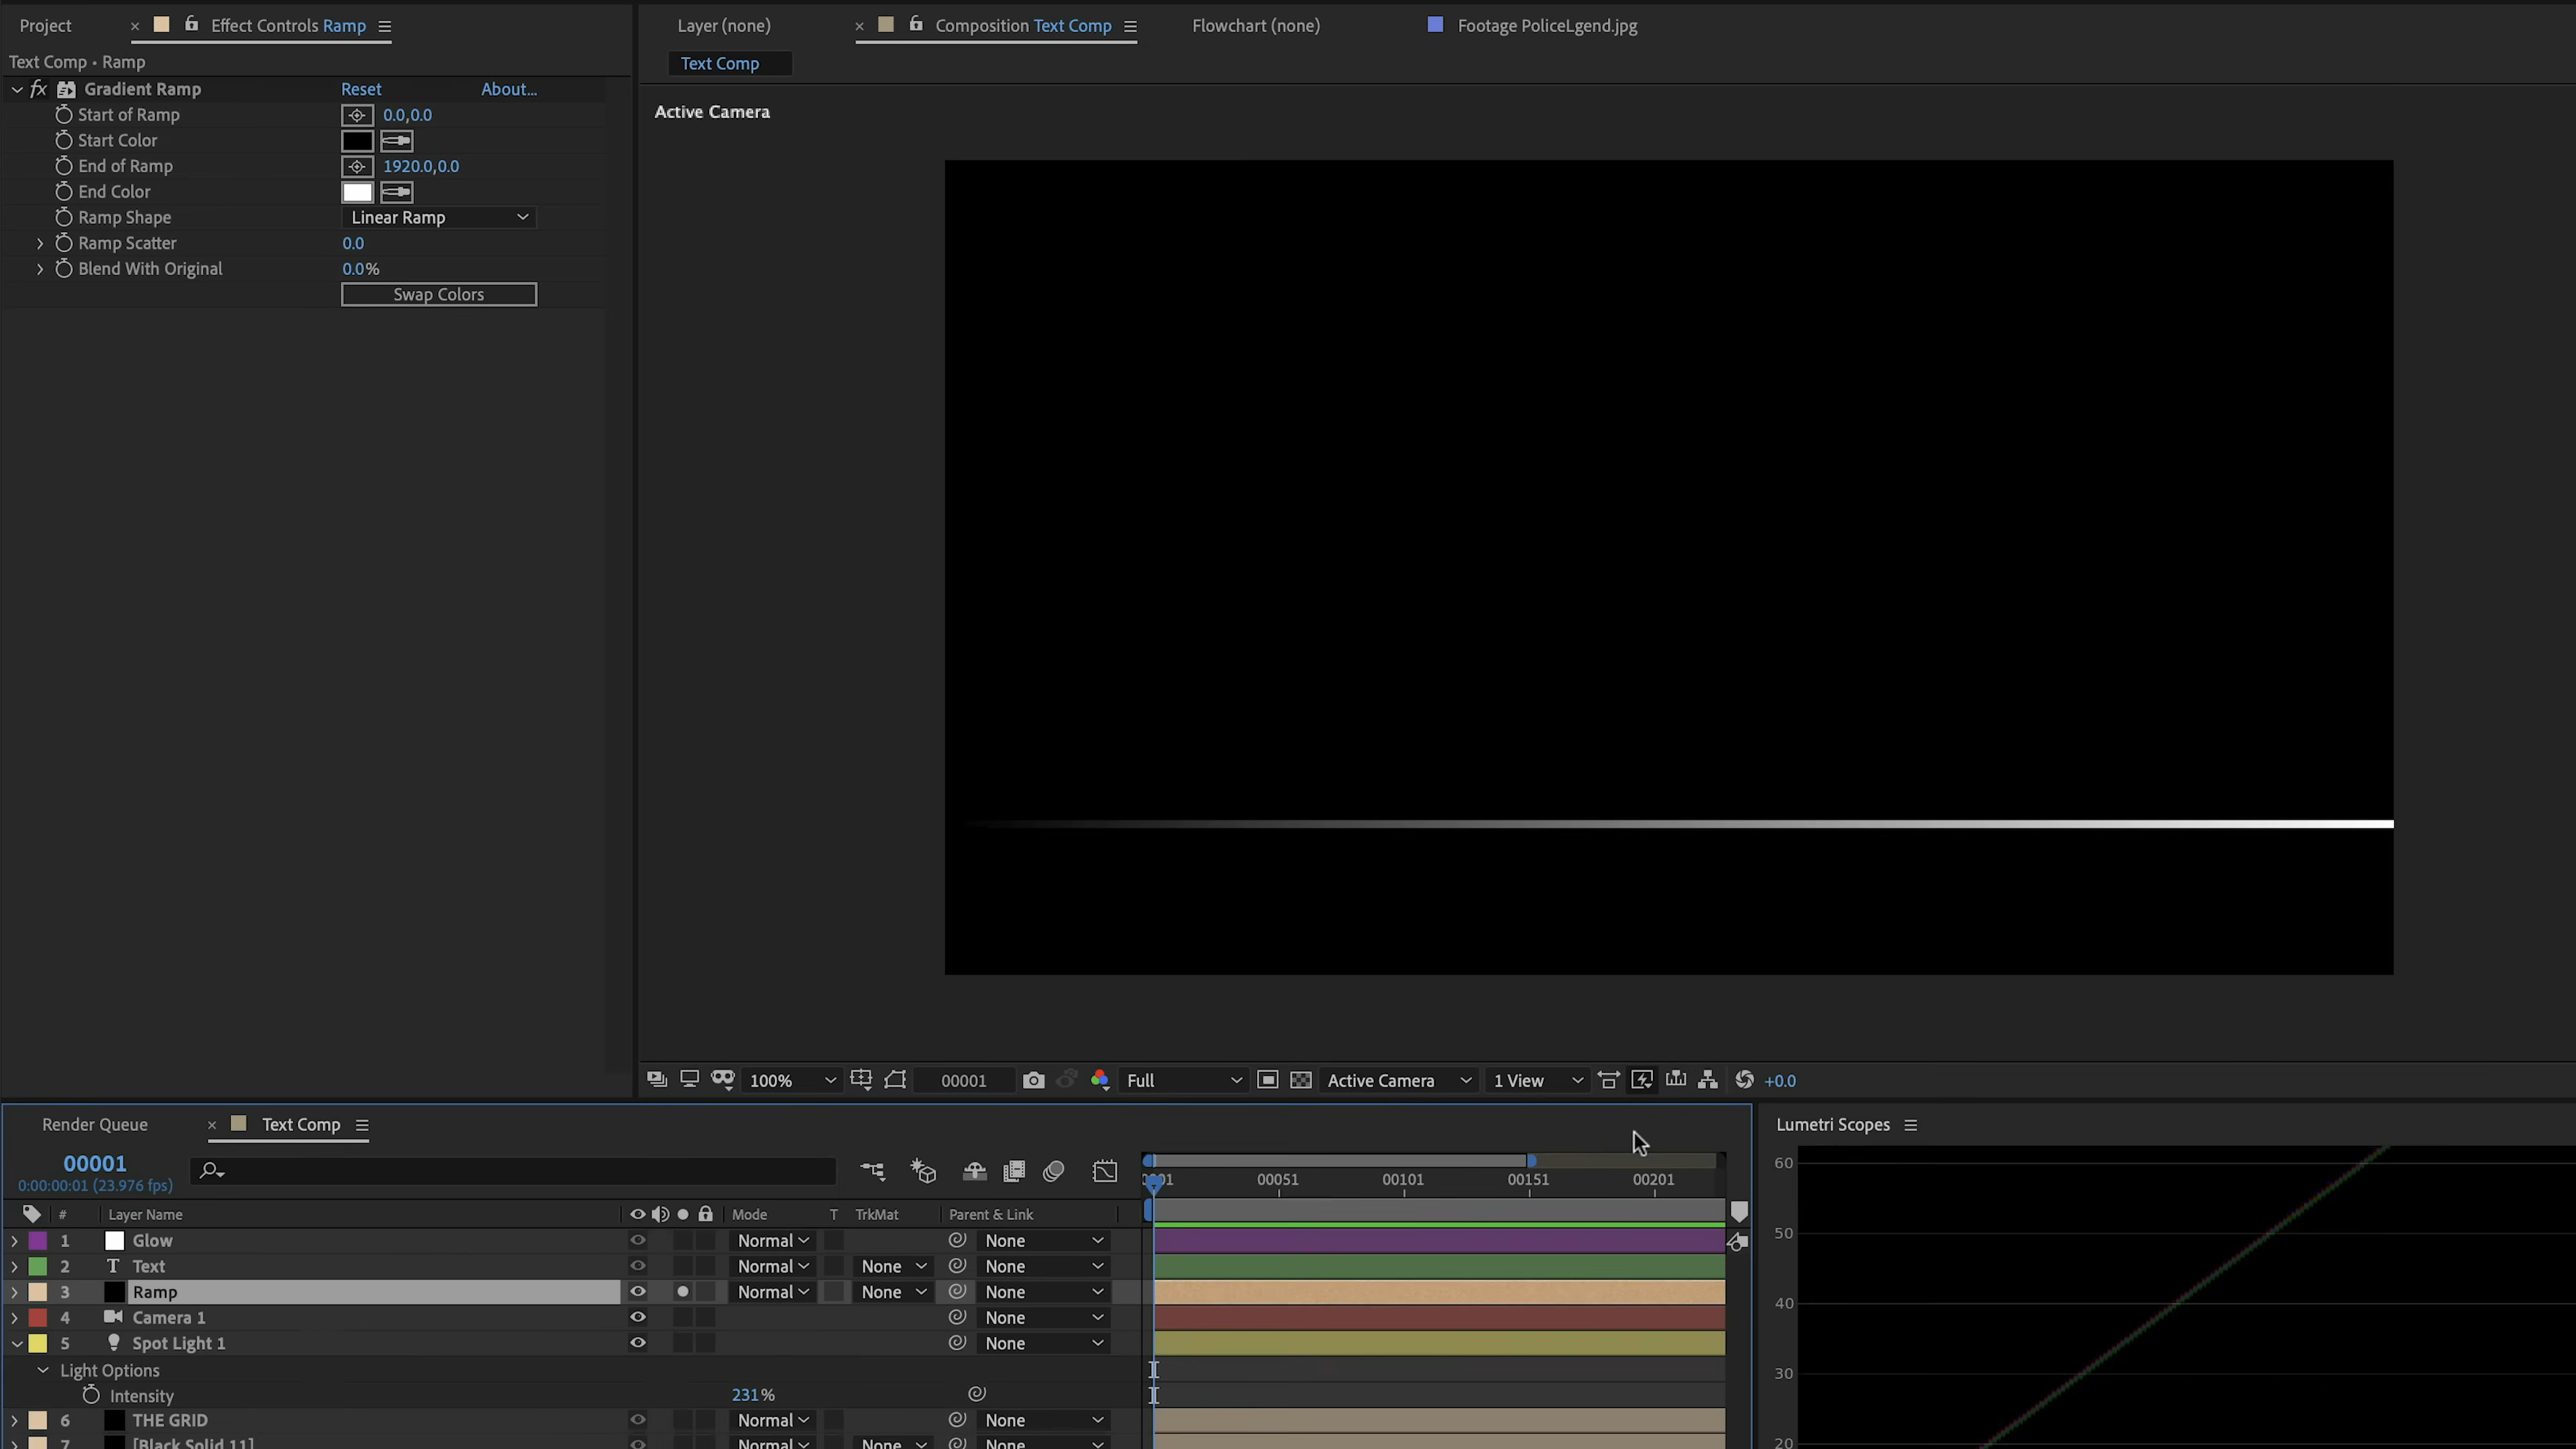 Project
Effect Controls Ramp
Layer (none)
Composition Text Comp
Flowchart (none)
Footage PoliceLgend.jpg
Text Comp • Ramp
Text Comp
fx Gradient Ramp Reset About...
Active Camera
Start of Ramp 0.0,0.0
Start Color
End of Ramp 1920.0,0.0
End Color
Ramp Shape Linear Ramp
Ramp Scatter 0.0
Blend With Original 0.0%
Swap Colors
100% 00001 Full Active Camera 1 View +0.0
Render Queue
Text Comp
Lumetri Scopes
00001
0:00:00:01 (23.976 fps)
00051 00101 00151 00201
# Layer Name Mode T TrkMat Parent & Link
1 Glow Normal None
2 T Text Normal None None
3 Ramp Normal None None
4 Camera 1 None
5 Spot Light 1 None
Light Options
Intensity 231%
6 THE GRID Normal None
7 [Black Solid 11] Normal None None
60
50
40
30
20